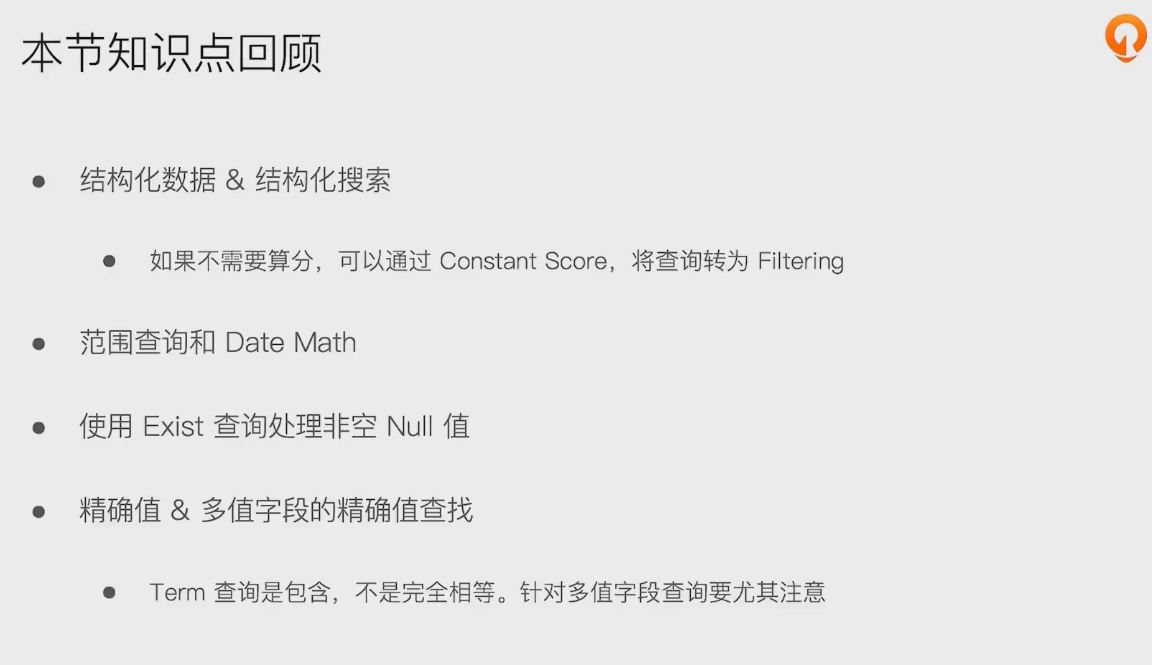 本节知识点回顾
结构化数据 & 结构化搜索
如果不需要算分，可以通过 Constant Score，将查询转为 Filtering
范围查询和 Date Math
使用 Exist 查询处理非空 Null 值
精确值 & 多值字段的精确值查找
Term 查询是包含，不是完全相等。针对多值字段查询要尤其注意